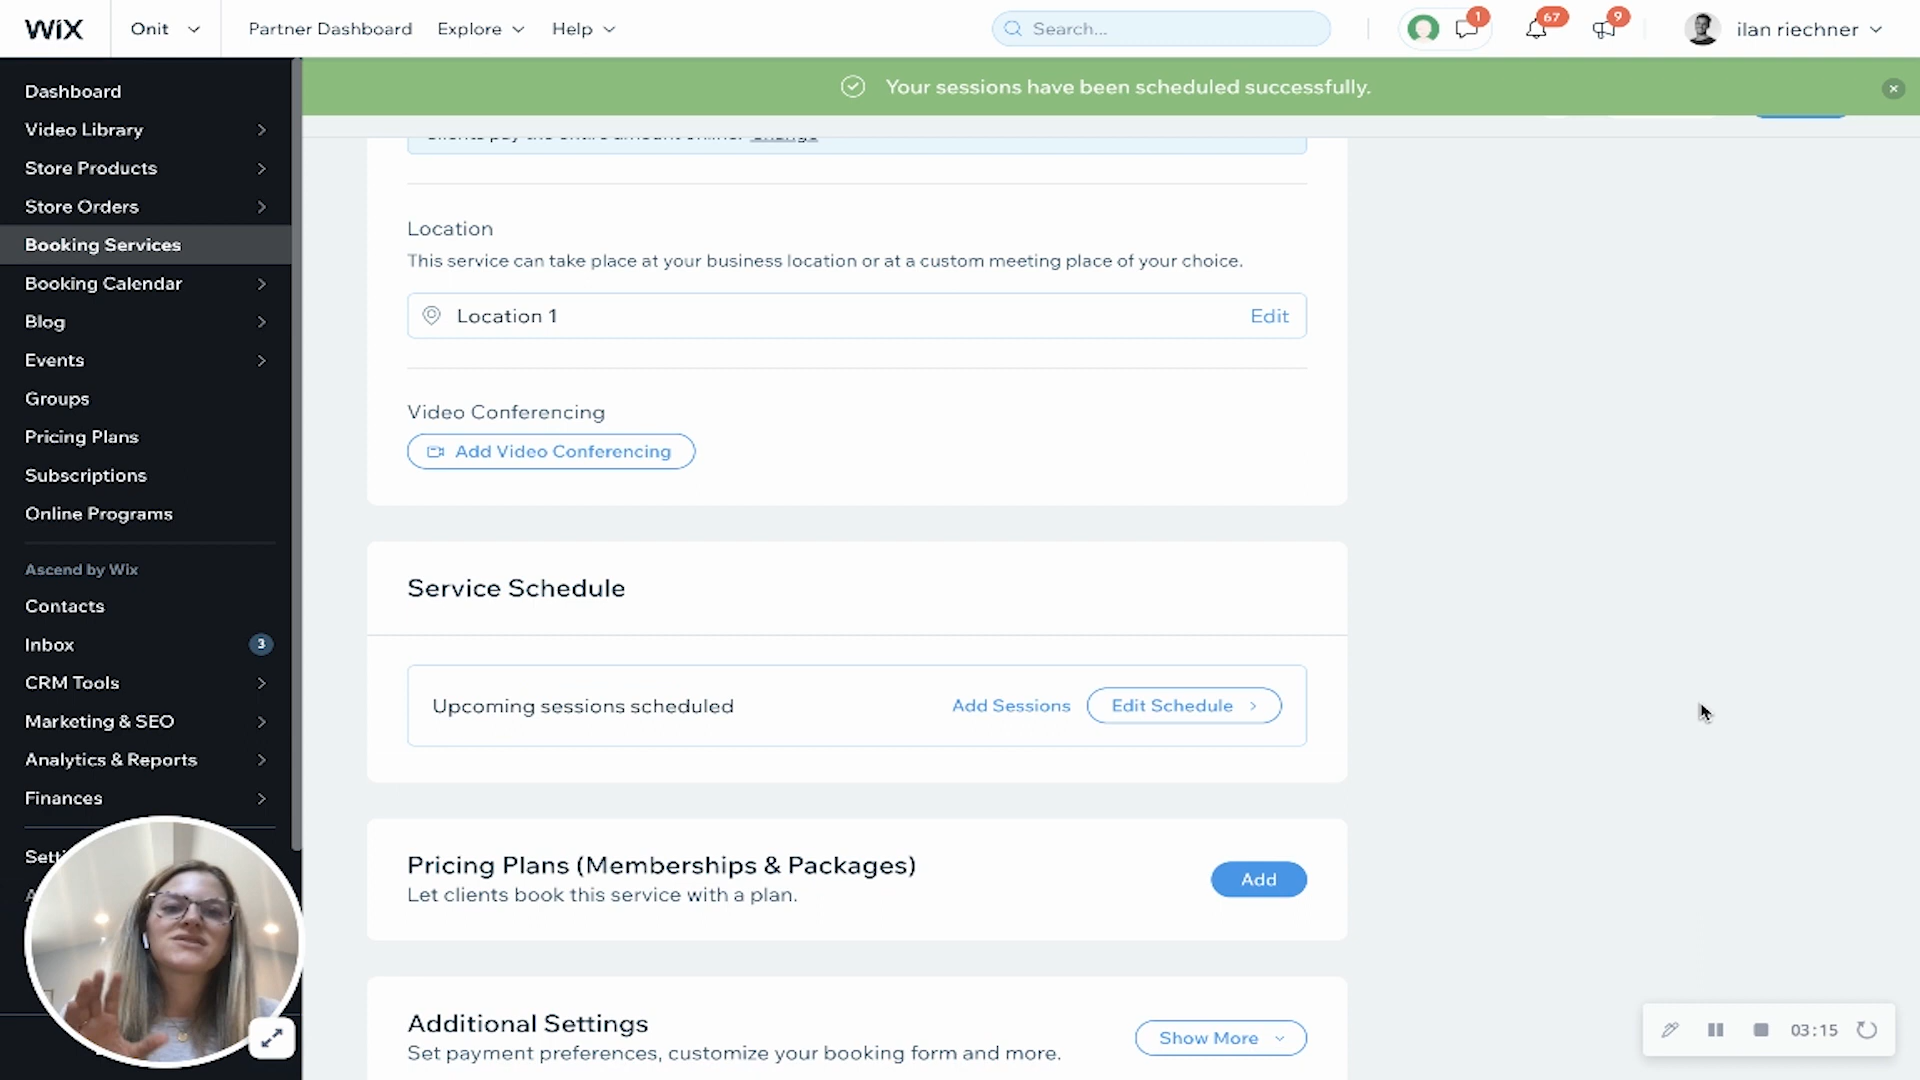 WIX
Onit
Partner Dashboard
Explore
Help
Search...
1
67
9
ilan riechner
Your sessions have been scheduled successfully.
Dashboard
Video Library
Store Products
Store Orders
Booking Services
Booking Calendar
Blog
Events
Groups
Pricing Plans
Subscriptions
Online Programs
Ascend by Wix
Contacts
Inbox
3
CRM Tools
Marketing & SEO
Analytics & Reports
Finances
Setti
Clients pay the entire amount online. Change
Location
This service can take place at your business location or at a custom meeting place of your choice.
Location 1
Edit
Video Conferencing
Add Video Conferencing
Service Schedule
Upcoming sessions scheduled
Add Sessions
Edit Schedule
Pricing Plans (Memberships & Packages)
Let clients book this service with a plan.
Add
Additional Settings
Set payment preferences, customize your booking form and more.
Show More
03:15